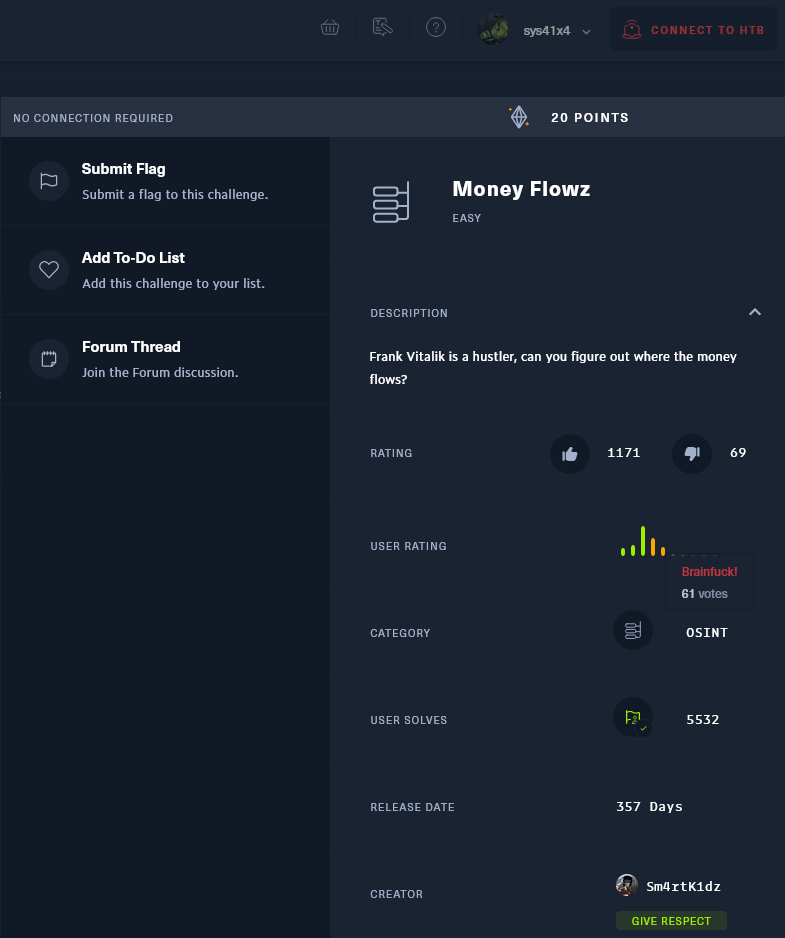 sys41x4
CONNECT TO HTB
NO CONNECTION REQUIRED
20 POINTS
Submit Flag
Submit a flag to this challenge.
Add To-Do List
Add this challenge to your list.
Forum Thread
Join the Forum discussion.
Money Flowz
EASY
DESCRIPTION
Frank Vitalik is a hustler, can you figure out where the money
flows?
RATING
1171
69
USER RATING
Brainfuck!
61 votes
CATEGORY
OSINT
USER SOLVES
5532
RELEASE DATE
357 Days
CREATOR
Sm4rtK1dz
GIVE RESPECT